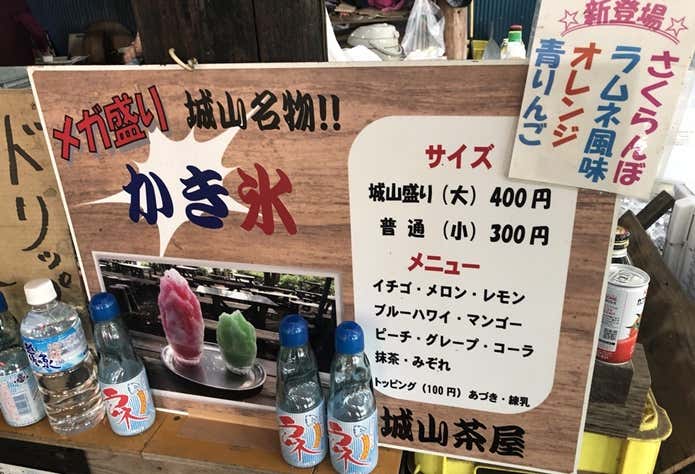 メガ盛り 城山名物!!
かき氷
サイズ
城山盛り(大)400円
普通(小)300円
メニュー
イチゴ・メロン・レモン
ブルーハワイ・マンゴー
ピーチ・グレープ・コーラ
抹茶・みぞれ
トッピング(100円)あづき・練乳
城山茶屋
☆新登場☆
さくらんぼ
ラムネ風味
オレンジ
青りんご
ドリッ
ラムネ
ラムネ
ラムネ